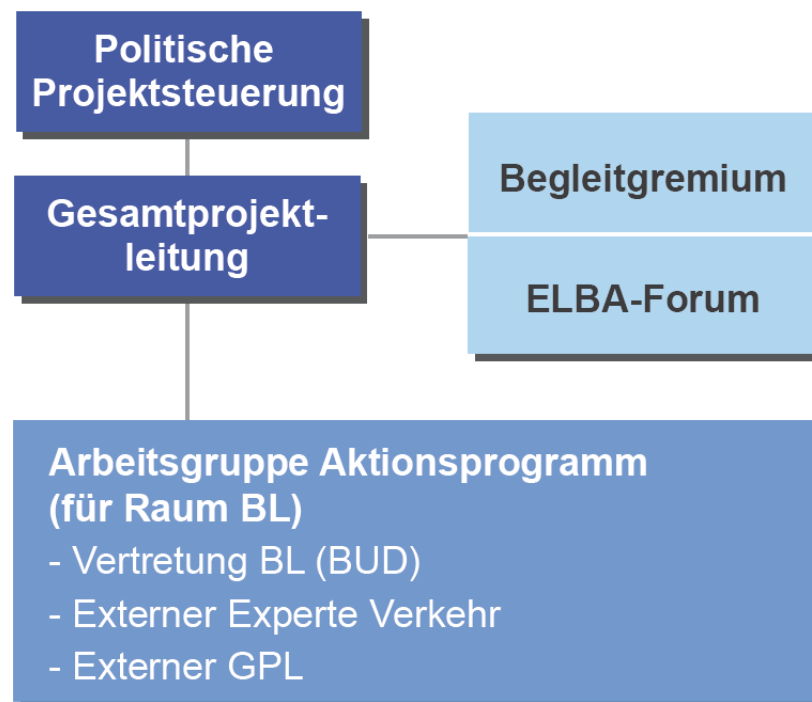 Politische
Projektsteuerung
Gesamtprojekt-
leitung
Begleitgremium
ELBA-Forum
Arbeitsgruppe Aktionsprogramm
(für Raum BL)
- Vertretung BL (BUD)
- Externer Experte Verkehr
- Externer GPL